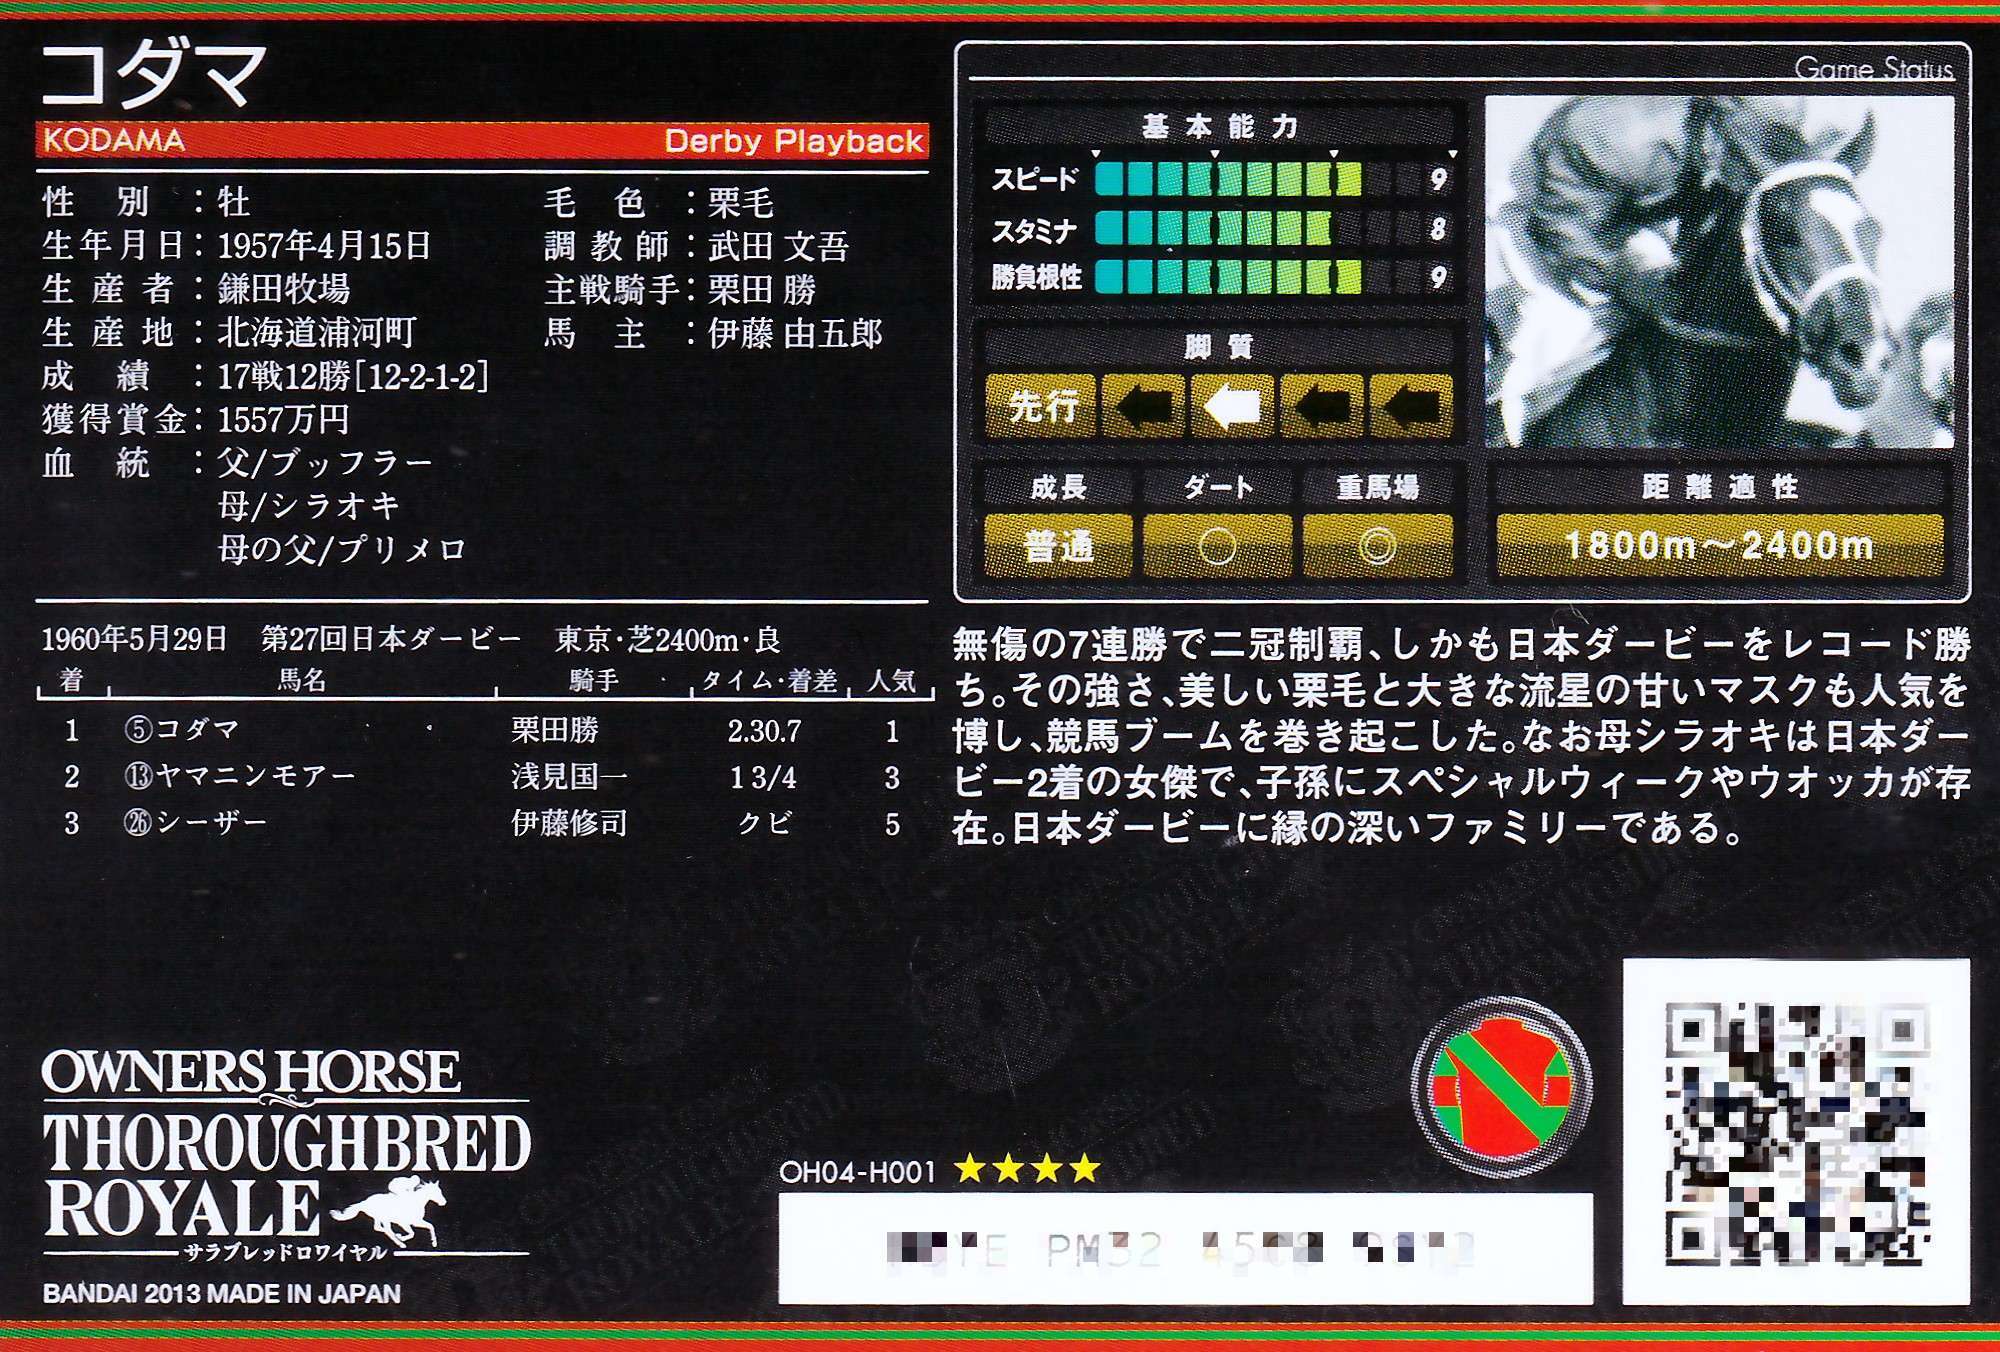 コダマ
KODAMA Derby Playback
性別：牡 毛色：栗毛
生年月日：1957年4月15日 調教師：武田 文吾
生産者：鎌田牧場 主戦騎手：栗田 勝
生産地：北海道浦河町 馬主：伊藤 由五郎
成績：17戦12勝[12-2-1-2]
獲得賞金：1557万円
血統：父/ブッフラー
母/シラオキ
母の父/プリメロ
1960年5月29日 第27回日本ダービー 東京・芝2400m・良
着 馬名 騎手 タイム・着差 人気
1 ⑤コダマ 栗田勝 2.30.7 1
2 ⑬ヤマニンモアー 浅見国一 1 3/4 3
3 ㉖シーザー 伊藤修司 クビ 5
Game Status
基本能力
スピード 9
スタミナ 8
勝負根性 9
脚質
先行
成長 ダート 重馬場 距離適性
普通 ○ ◎ 1800m～2400m
無傷の7連勝で二冠制覇、しかも日本ダービーをレコード勝
ち。その強さ、美しい栗毛と大きな流星の甘いマスクも人気を
博し、競馬ブームを巻き起こした。なお母シラオキは日本ダー
ビー2着の女傑で、子孫にスペシャルウィークやウオッカが存
在。日本ダービーに縁の深いファミリーである。
OWNERS HORSE
THOROUGHBRED
ROYALE
サラブレッドロワイヤル
BANDAI 2013 MADE IN JAPAN
OH04-H001 ★★★★